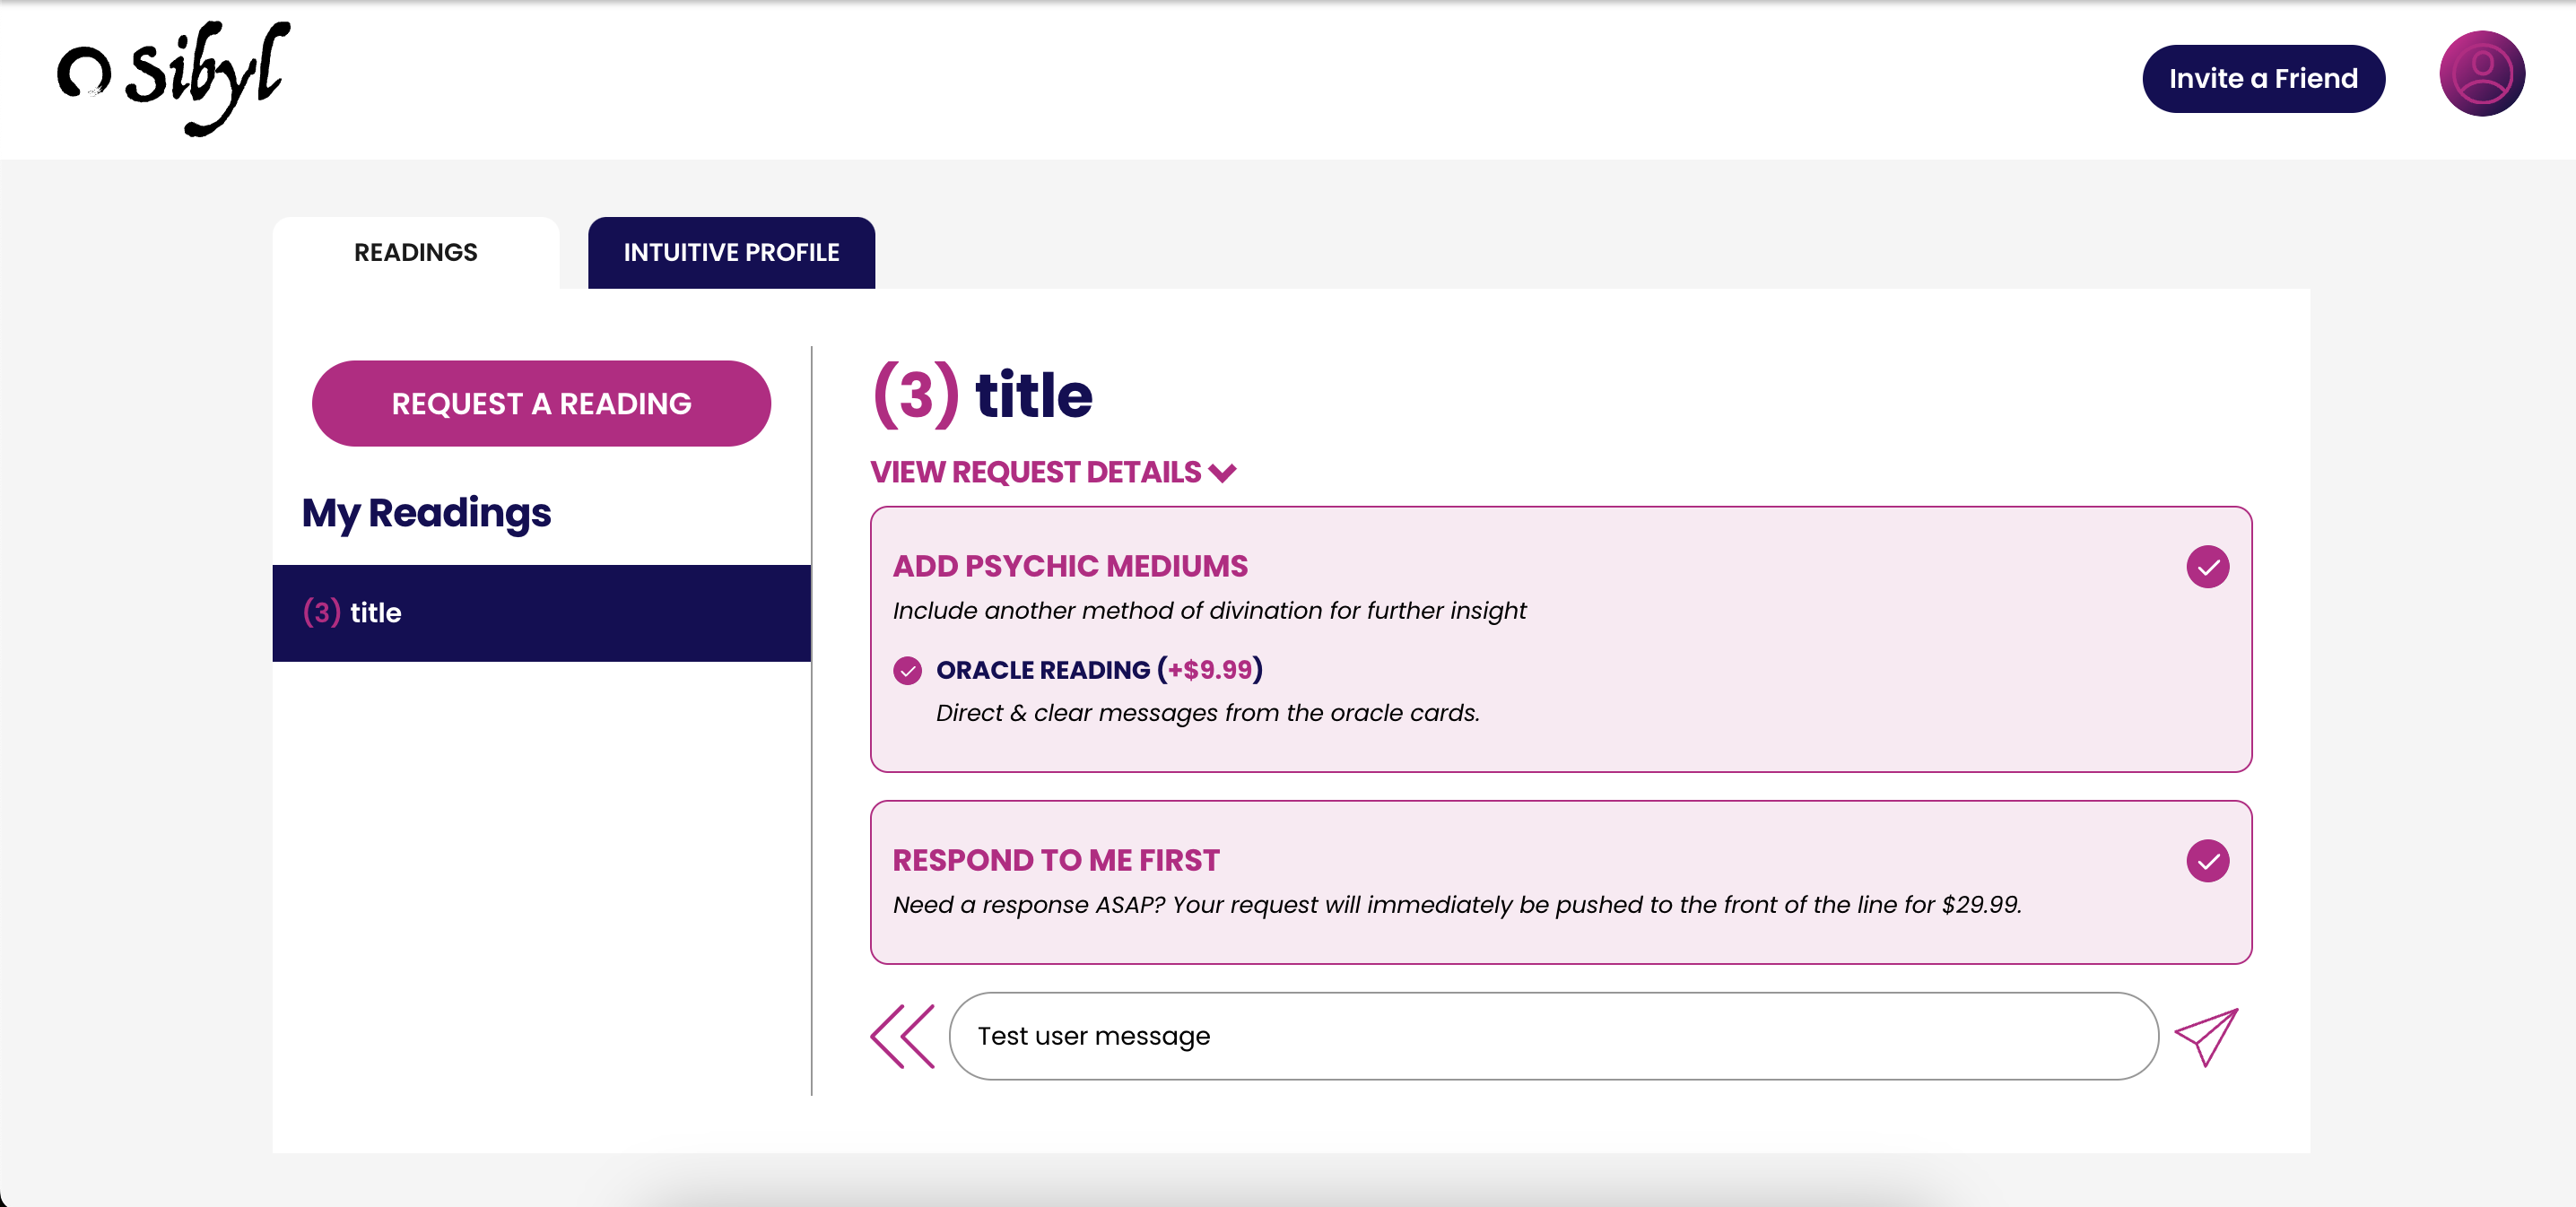 sibyl
Invite a Friend
READINGS
INTUITIVE PROFILE
REQUEST A READING
My Readings
(3) title
(3) title
VIEW REQUEST DETAILS
ADD PSYCHIC MEDIUMS
Include another method of divination for further insight
ORACLE READING (+$9.99)
Direct & clear messages from the oracle cards.
RESPOND TO ME FIRST
Need a response ASAP? Your request will immediately be pushed to the front of the line for $29.99.
Test user message